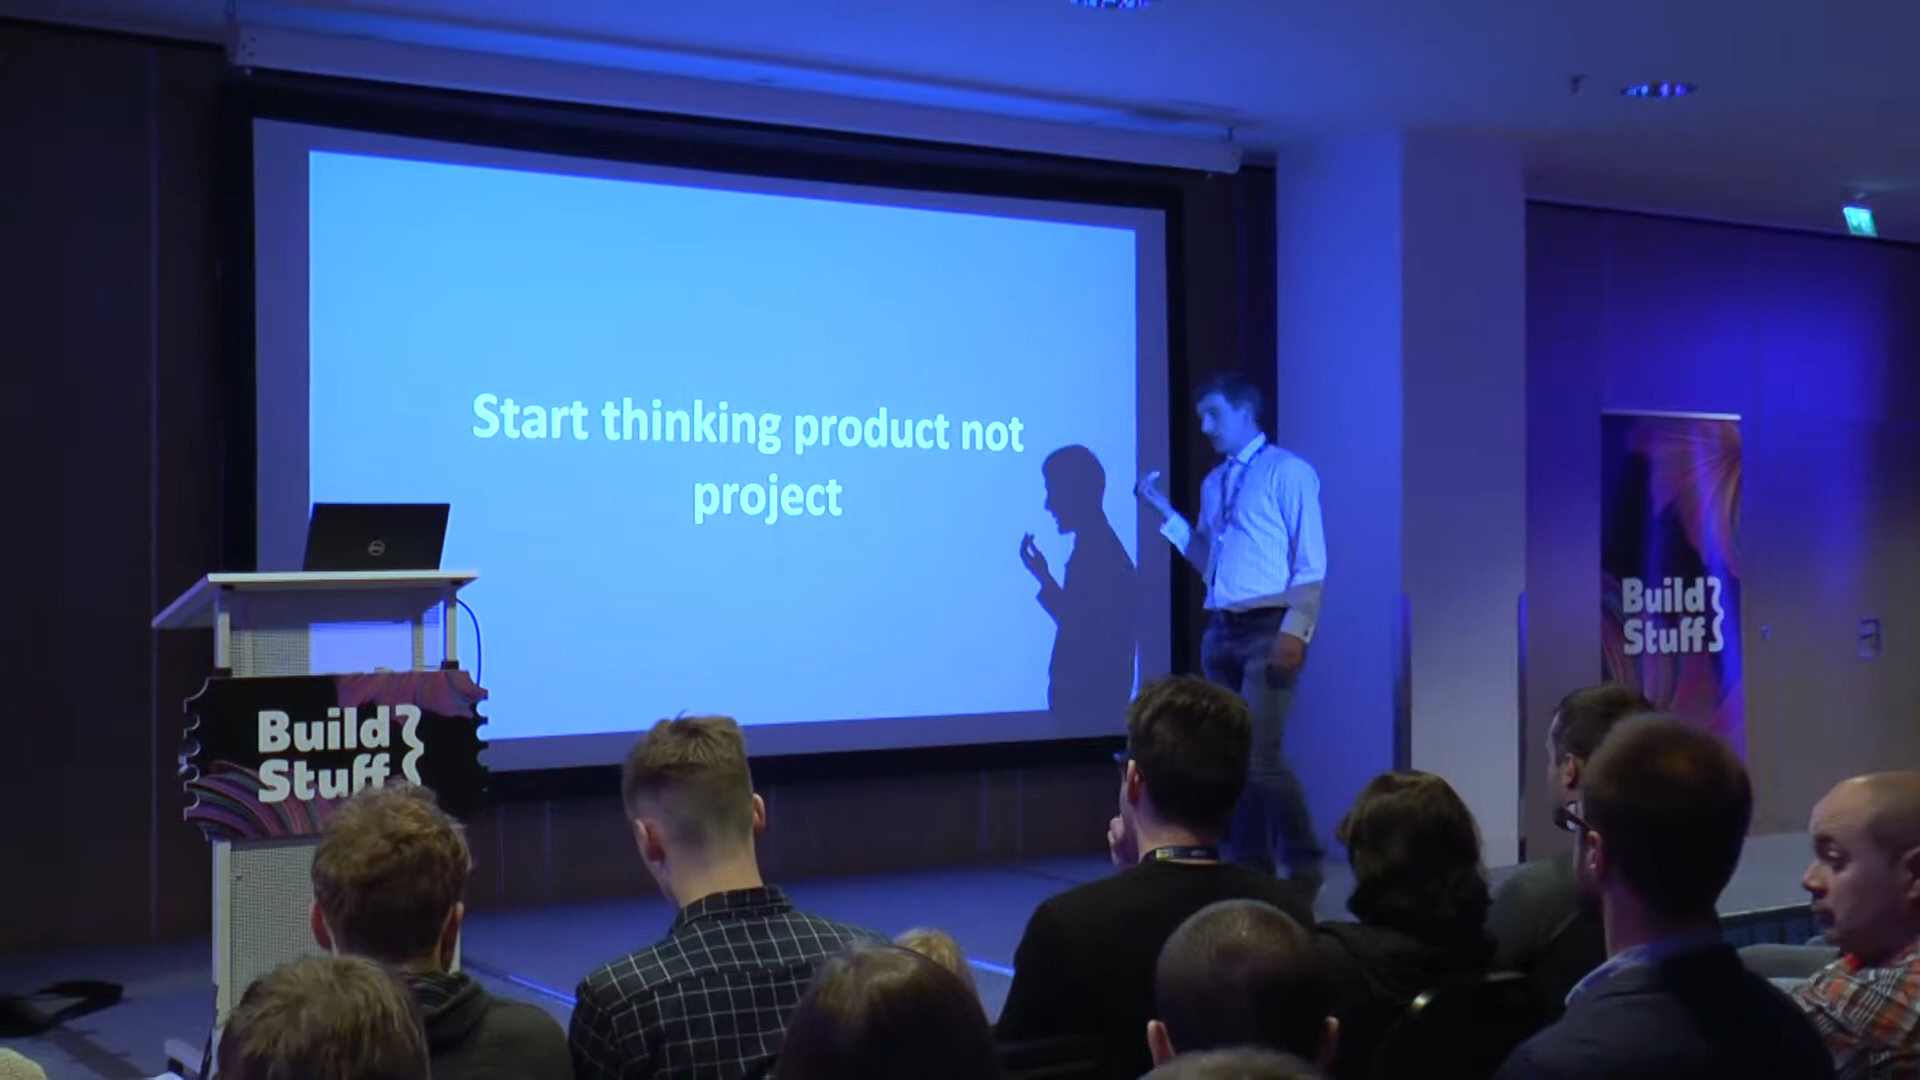 Start thinking product not
project
Build
Stuff
Build
Stuff